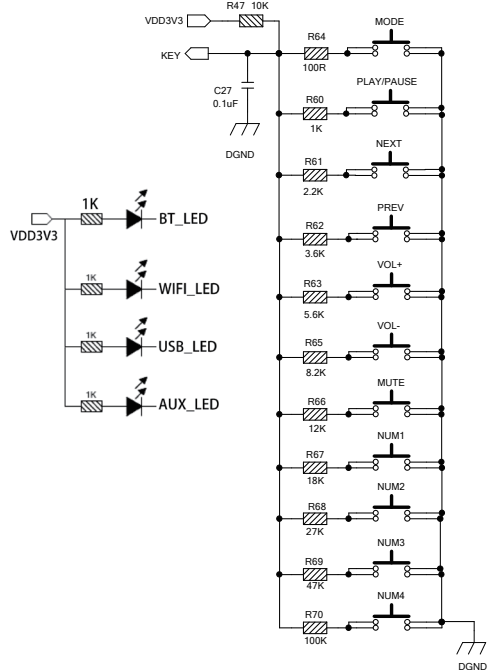 R47 10K
VDD3V3
KEY
C27
0.1uF
DGND
R64
100R
MODE
R60
1K
PLAY/PAUSE
R61
2.2K
NEXT
R62
3.6K
PREV
R63
5.6K
VOL+
R65
8.2K
VOL-
R66
12K
MUTE
R67
18K
NUM1
R68
27K
NUM2
R69
47K
NUM3
R70
100K
NUM4
DGND
VDD3V3
1K
BT_LED
1K
WIFI_LED
1K
USB_LED
1K
AUX_LED